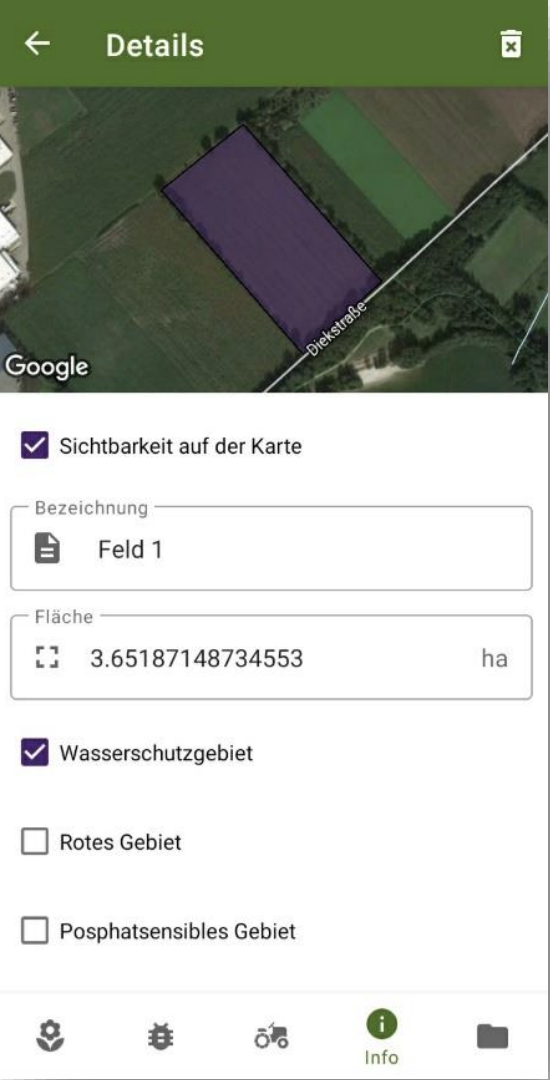 Details
Diekstraße
Google
Sichtbarkeit auf der Karte
Bezeichnung
Feld 1
Fläche
3.65187148734553 ha
Wasserschutzgebiet
Rotes Gebiet
Posphatsensibles Gebiet
Info